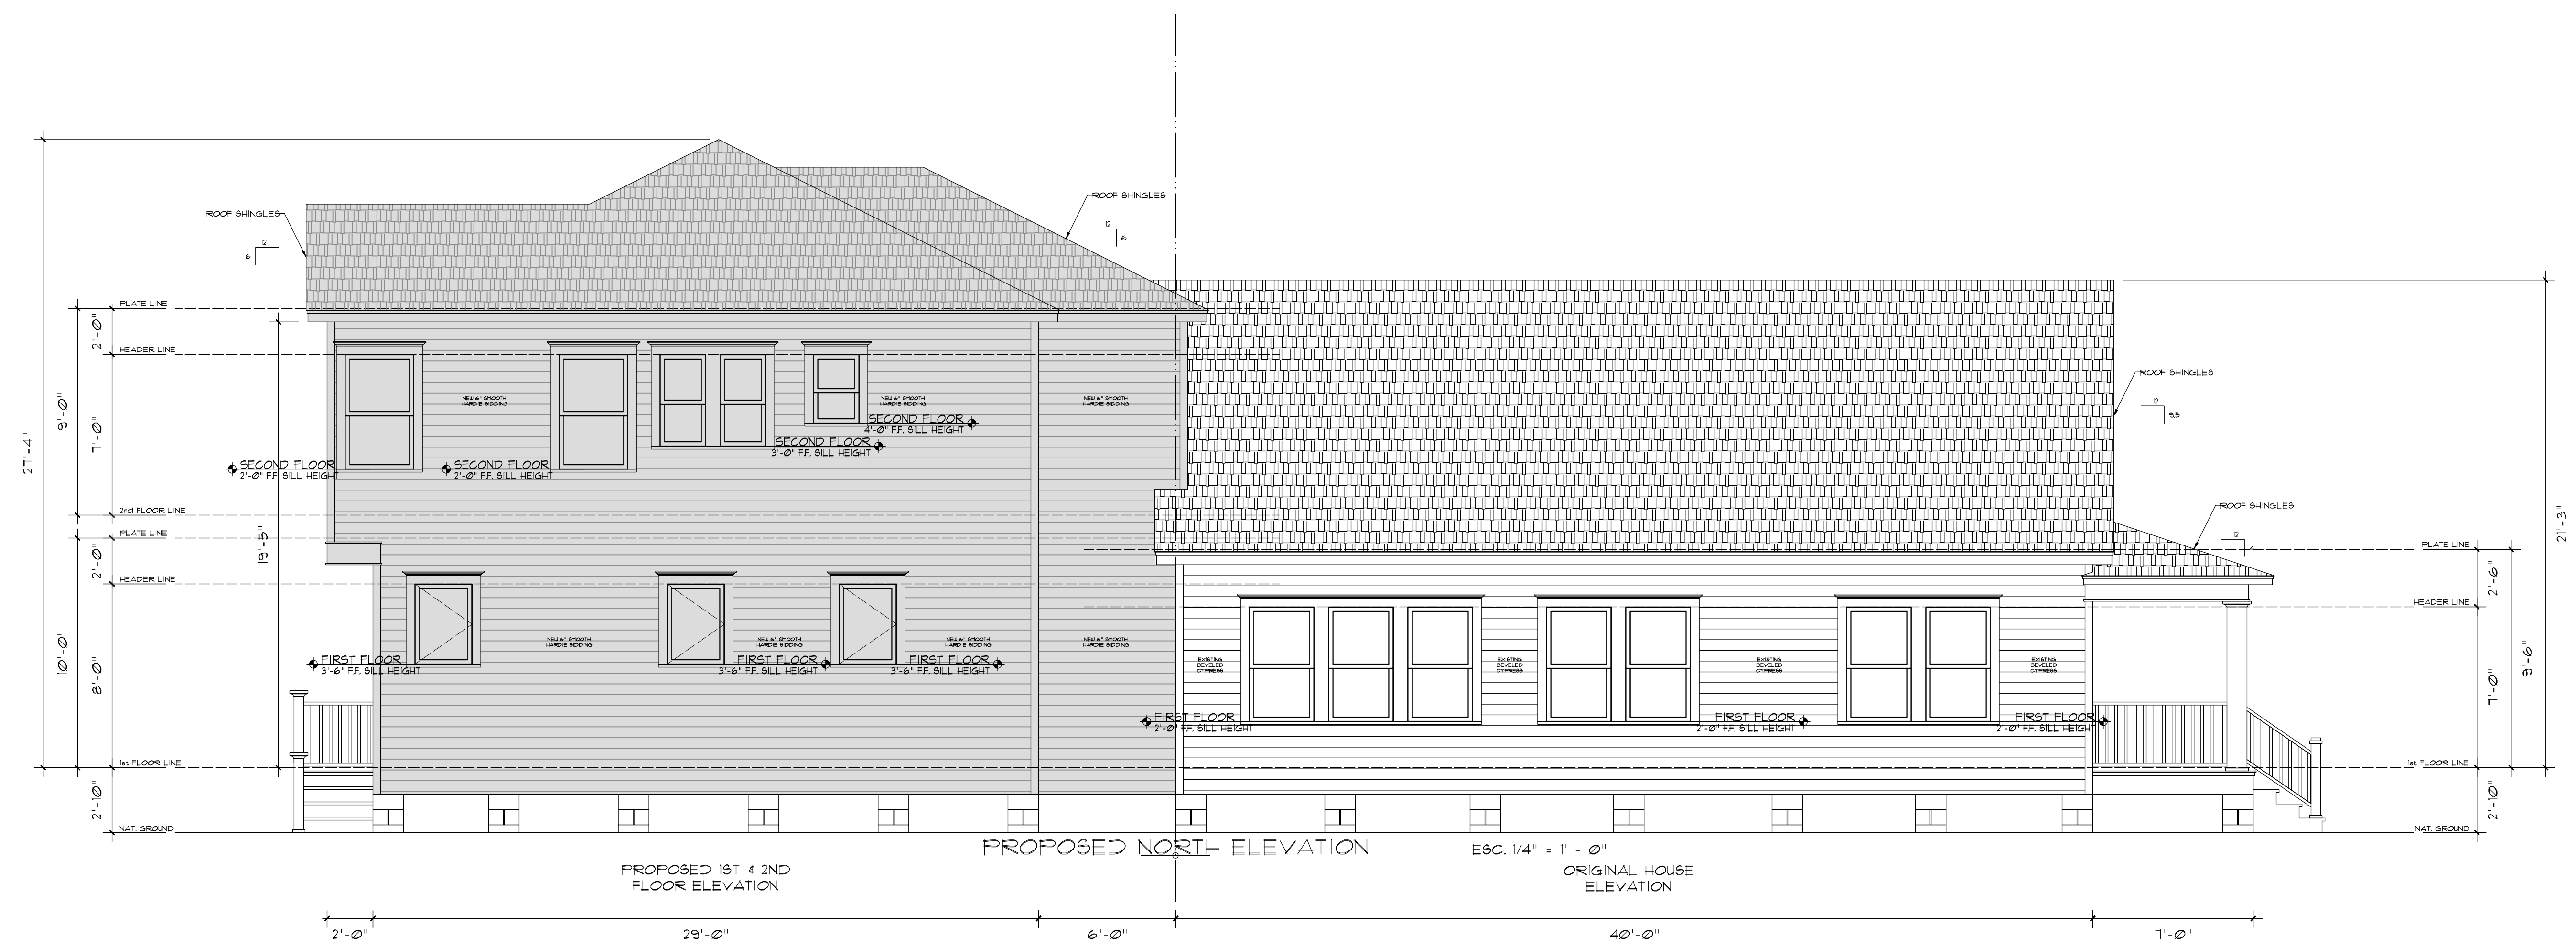 ROOF SHINGLES
12
6
ROOF SHINGLES
12
6
27'-4"
9'-0"
2'-0"
7'-0"
10'-0"
2'-0"
8'-0"
2'-10"
19'-5"
PLATE LINE
HEADER LINE
2nd FLOOR LINE
PLATE LINE
HEADER LINE
1st FLOOR LINE
NAT. GROUND
NEW 6" SMOOTH
HARDIE SIDDING
NEW 6" SMOOTH
HARDIE SIDDING
NEW 6" SMOOTH
HARDIE SIDDING
SECOND FLOOR
4'-0" F.F. SILL HEIGHT
SECOND FLOOR
3'-0" F.F. SILL HEIGHT
SECOND FLOOR
2'-0" F.F. SILL HEIGHT
SECOND FLOOR
2'-0" F.F. SILL HEIGHT
NEW 6" SMOOTH
HARDIE SIDDING
NEW 6" SMOOTH
HARDIE SIDDING
NEW 6" SMOOTH
HARDIE SIDDING
NEW 6" SMOOTH
HARDIE SIDDING
FIRST FLOOR
3'-6" F.F. SILL HEIGHT
FIRST FLOOR
3'-6" F.F. SILL HEIGHT
FIRST FLOOR
3'-6" F.F. SILL HEIGHT
ROOF SHINGLES
12
9.5
ROOF SHINGLES
12
4
EXISTING
BEVELED
CYPRESS
EXISTING
BEVELED
CYPRESS
EXISTING
BEVELED
CYPRESS
EXISTING
BEVELED
CYPRESS
FIRST FLOOR
2'-0" F.F. SILL HEIGHT
FIRST FLOOR
2'-0" F.F. SILL HEIGHT
FIRST FLOOR
2'-0" F.F. SILL HEIGHT
PLATE LINE
HEADER LINE
1st FLOOR LINE
NAT. GROUND
2'-6"
7'-0"
2'-10"
9'-6"
21'-3"
PROPOSED NORTH ELEVATION
ESC. 1/4" = 1' - 0"
PROPOSED 1ST & 2ND
FLOOR ELEVATION
ORIGINAL HOUSE
ELEVATION
2'-0"
29'-0"
6'-0"
40'-0"
7'-0"